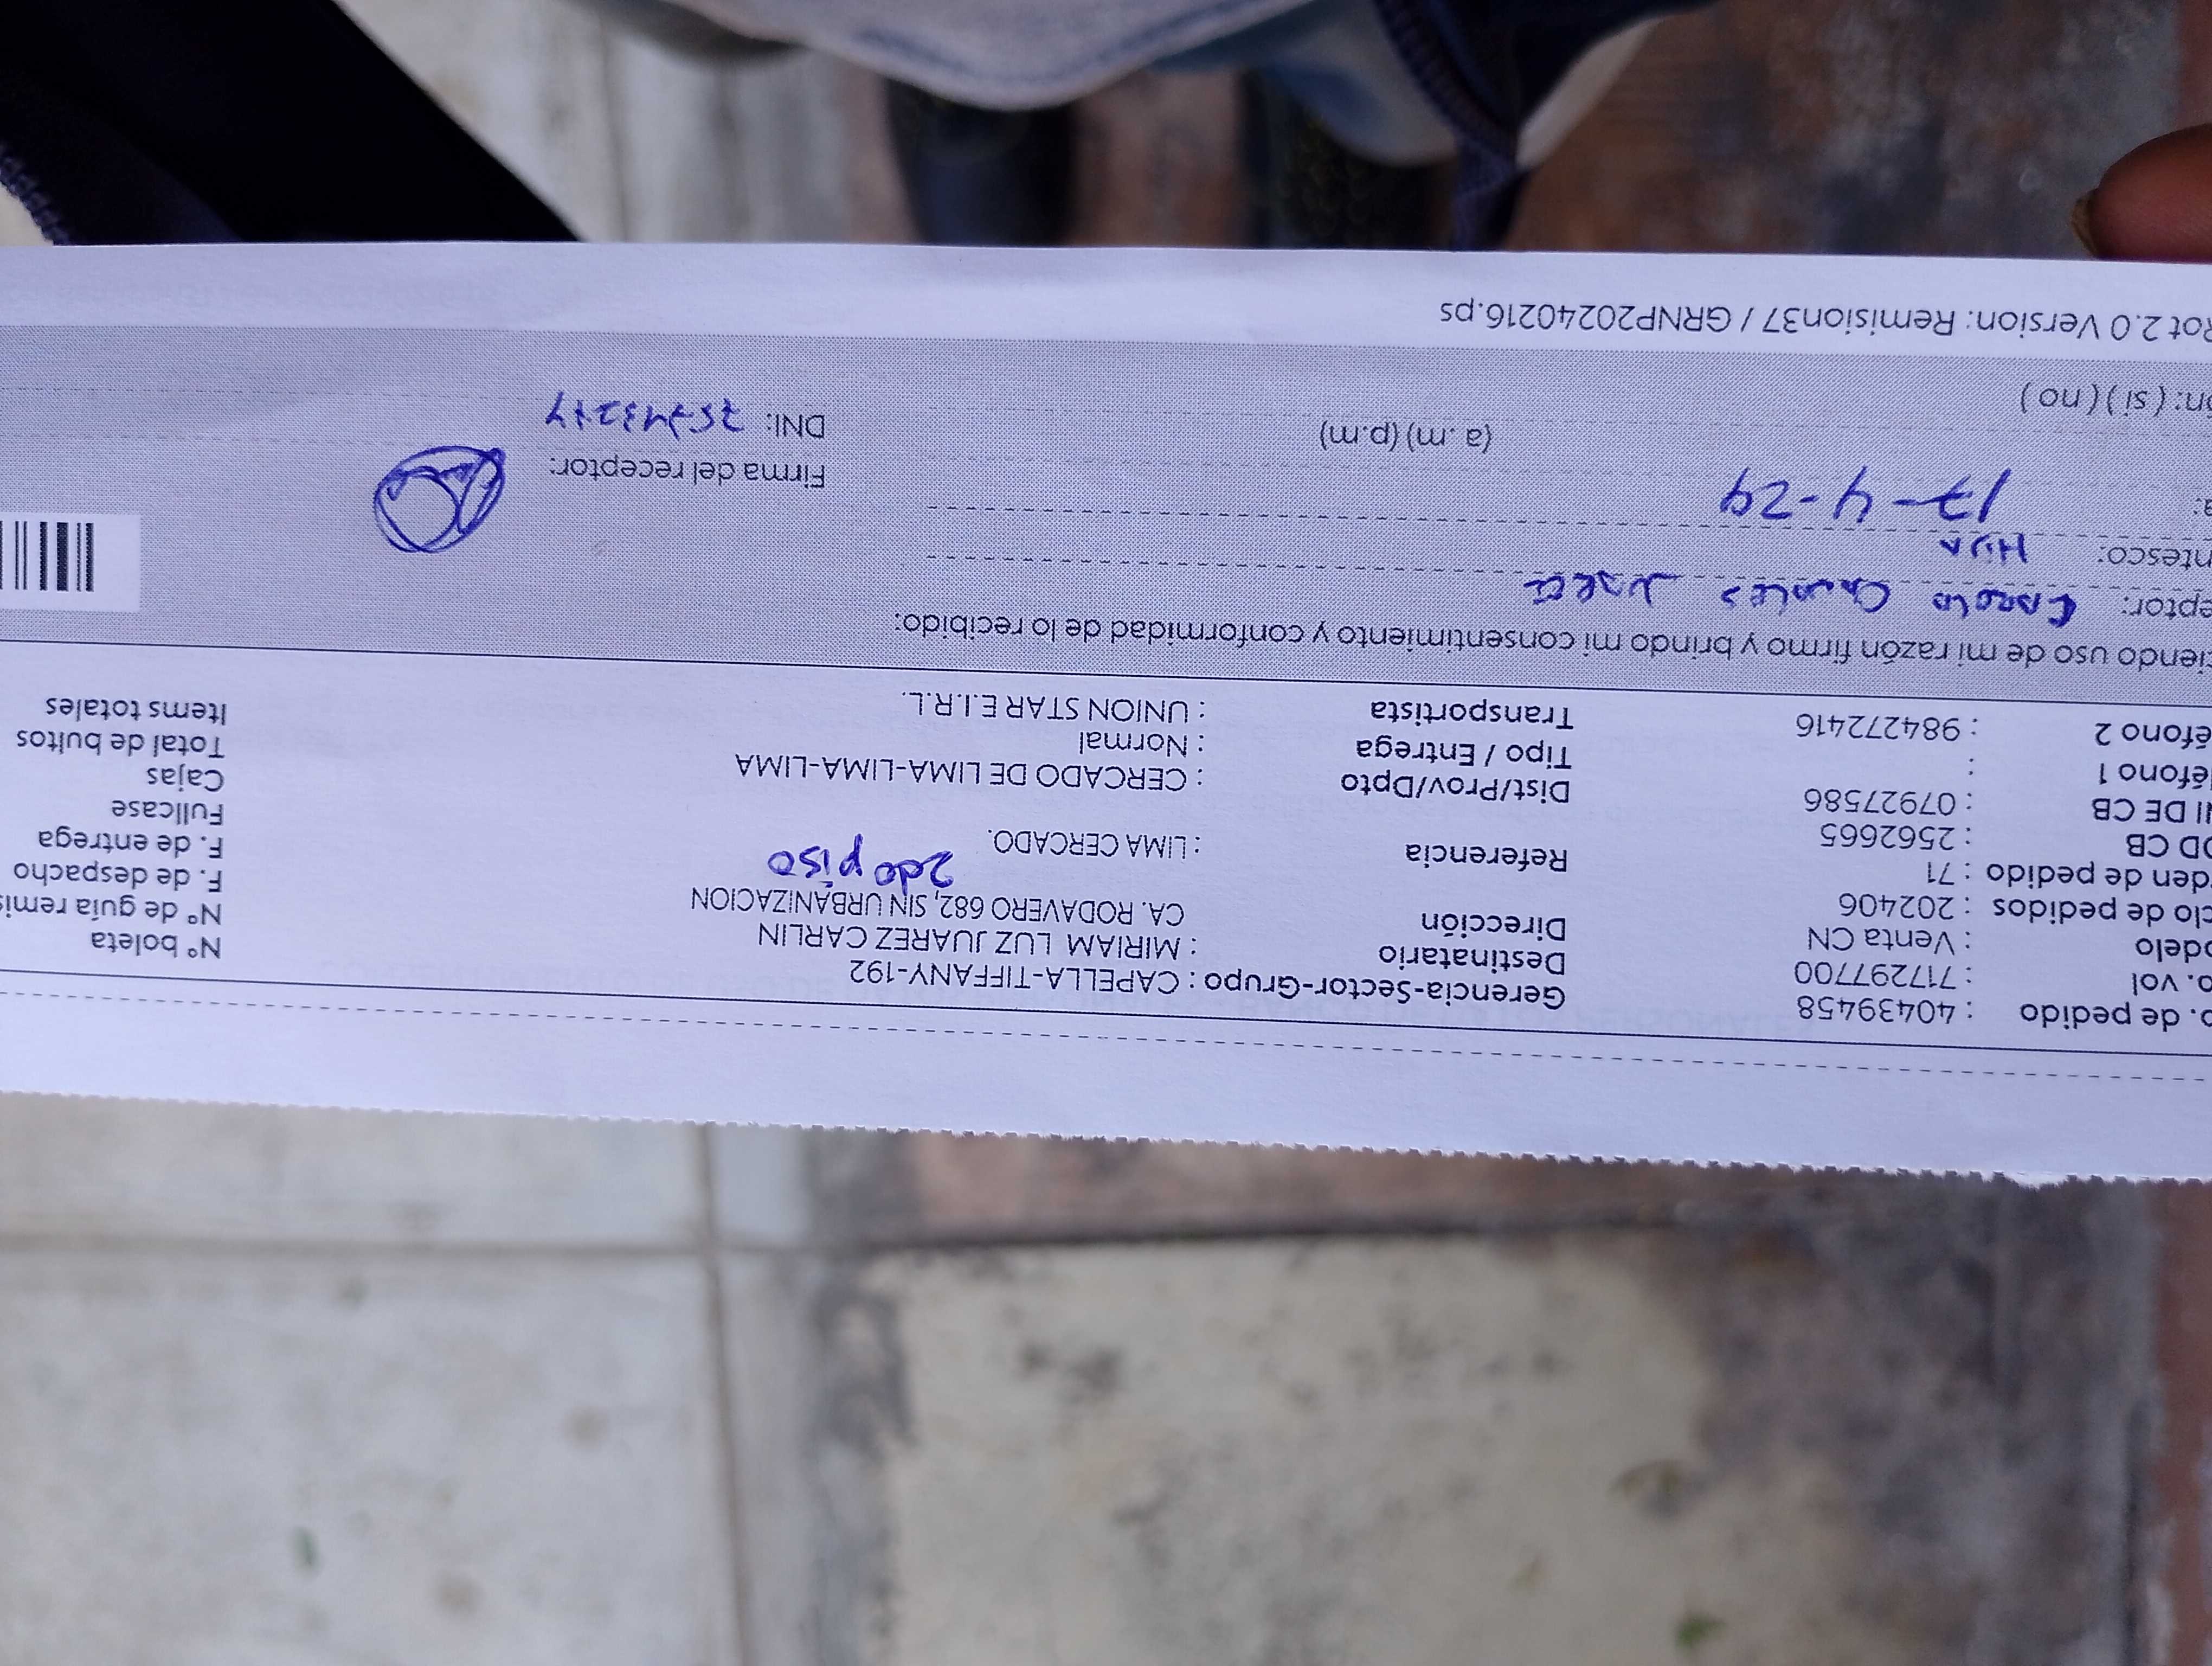 o. de pedido : 40439458
o. vol : 717297700
odelo : Venta CN
clo de pedidos : 202406
den de pedido : 71
OD CB : 2562665
NI DE CB : 07927586
léfono 1 :
éfono 2 : 984272416
Gerencia-Sector-Grupo : CAPELLA-TIFFANY-192
Destinatario : MIRIAM LUZ JUAREZ CARLIN
Dirección CA. RODAVERO 682, SIN URBANIZACION
2do piso
Referencia : LIMA CERCADO.
Dist/Prov/Dpto : CERCADO DE LIMA-LIMA-LIMA
Tipo / Entrega : Normal
Transportista : UNION STAR E.I.R.L.
N° boleta
N° de guía remis
F. de despacho
F. de entrega
Fullcase
Cajas
Total de bultos
Items totales
ciendo uso de mi razón firmo y brindo mi consentimiento y conformidad de lo recibido:
eptor:
ntesco: HIJA
a: 17-4-24
(a .m) (p.m)
Firma del receptor:
DNI:
ón: ( si ) ( no )
Rot 2.0 Version: Remision37 / GRNP20240216.ps